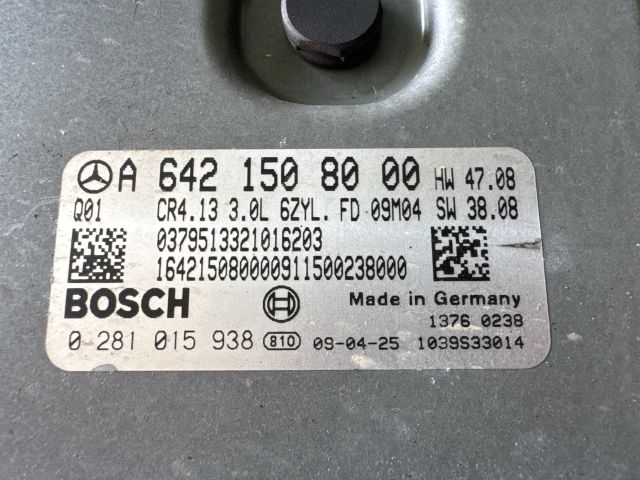 A 642 150 80 00 HW 47.08
Q01 CR4.13 3.0L 6ZYL. FD 09M04 SW 38.08
0379513321016203
164215080000911500238000
BOSCH Made in Germany
1376 0238
0 281 015 938 810 09-04-25 1039S33014